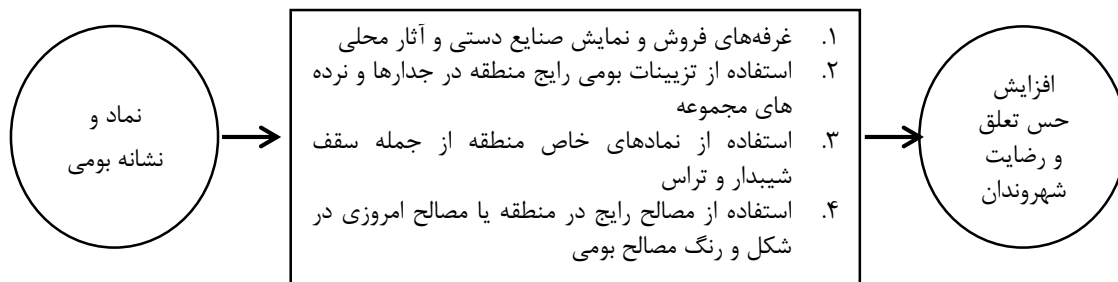 نماد و
نشانه بومی
۱. غرفه‌های فروش و نمایش صنایع دستی و آثار محلی
۲. استفاده از تزیینات بومی رایج منطقه در جدارها و نرده
های مجموعه
۳. استفاده از نمادهای خاص منطقه از جمله سقف
شیبدار و تراس
۴. استفاده از مصالح رایج در منطقه یا مصالح امروزی در
شکل و رنگ مصالح بومی
افزایش
حس تعلق
و رضایت
شهروندان